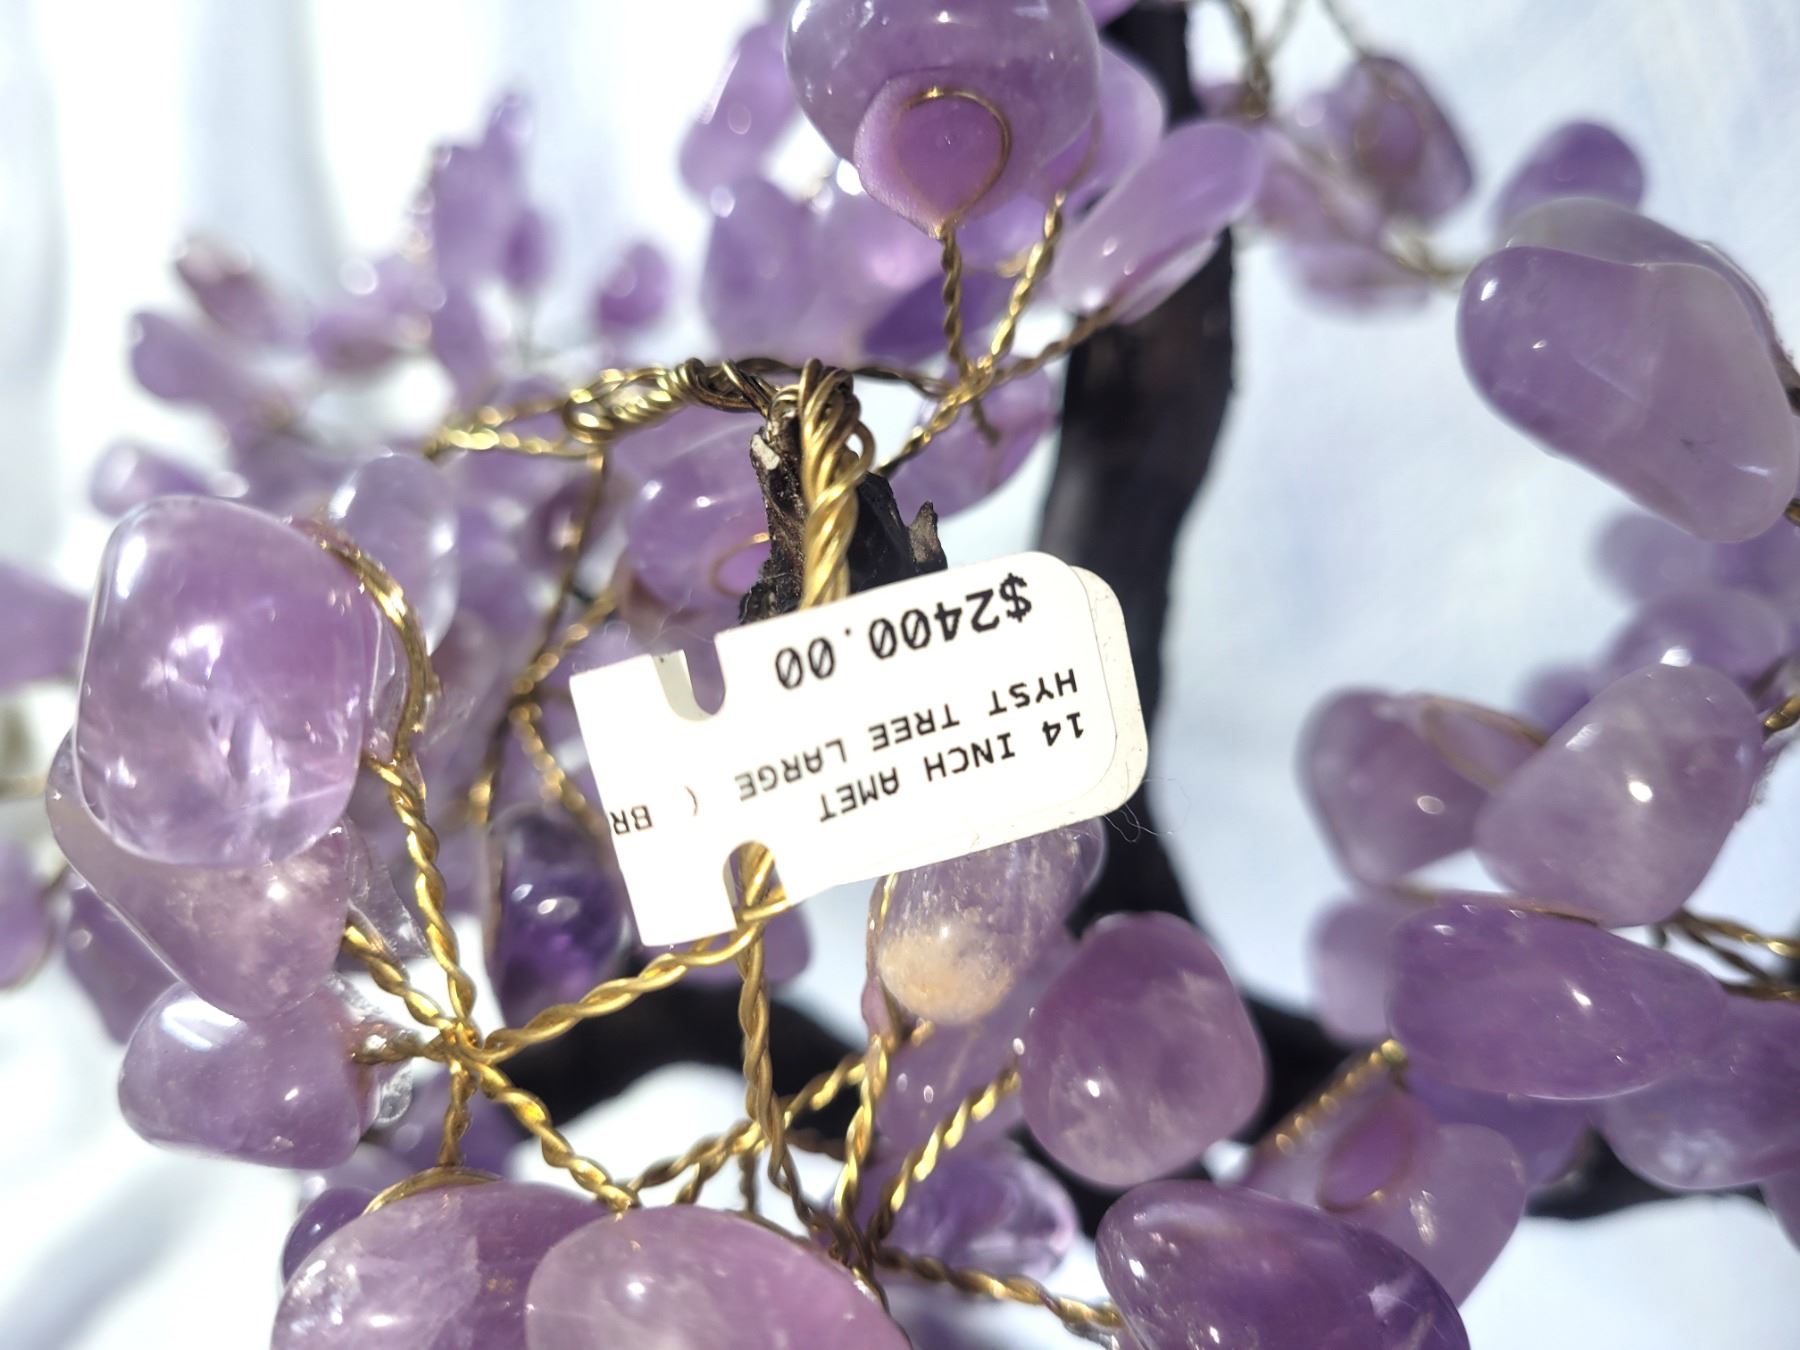 14 INCH AMET
HYST TREE LARGE ( BR
$2400.00